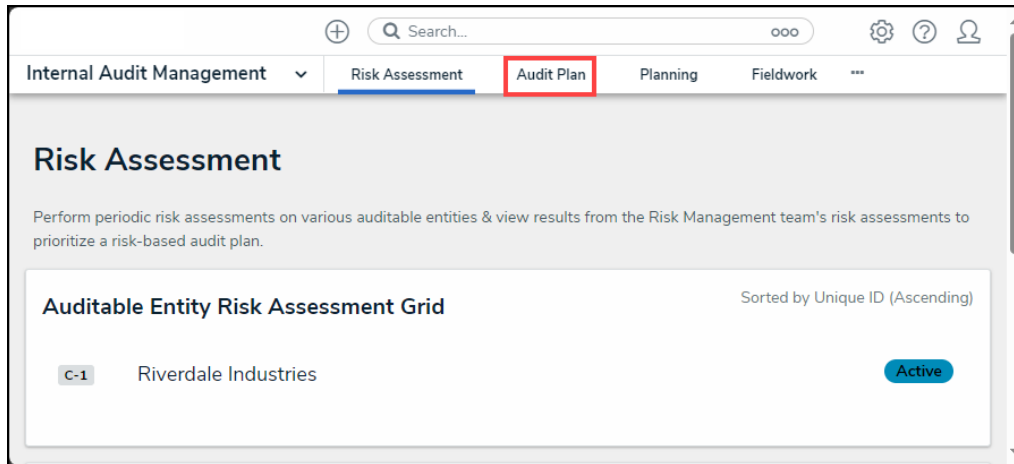 Search...
Internal Audit Management Risk Assessment Audit Plan Planning Fieldwork
Risk Assessment
Perform periodic risk assessments on various auditable entities & view results from the Risk Management team's risk assessments to
prioritize a risk-based audit plan.
Auditable Entity Risk Assessment Grid Sorted by Unique ID (Ascending)
C-1 Riverdale Industries Active